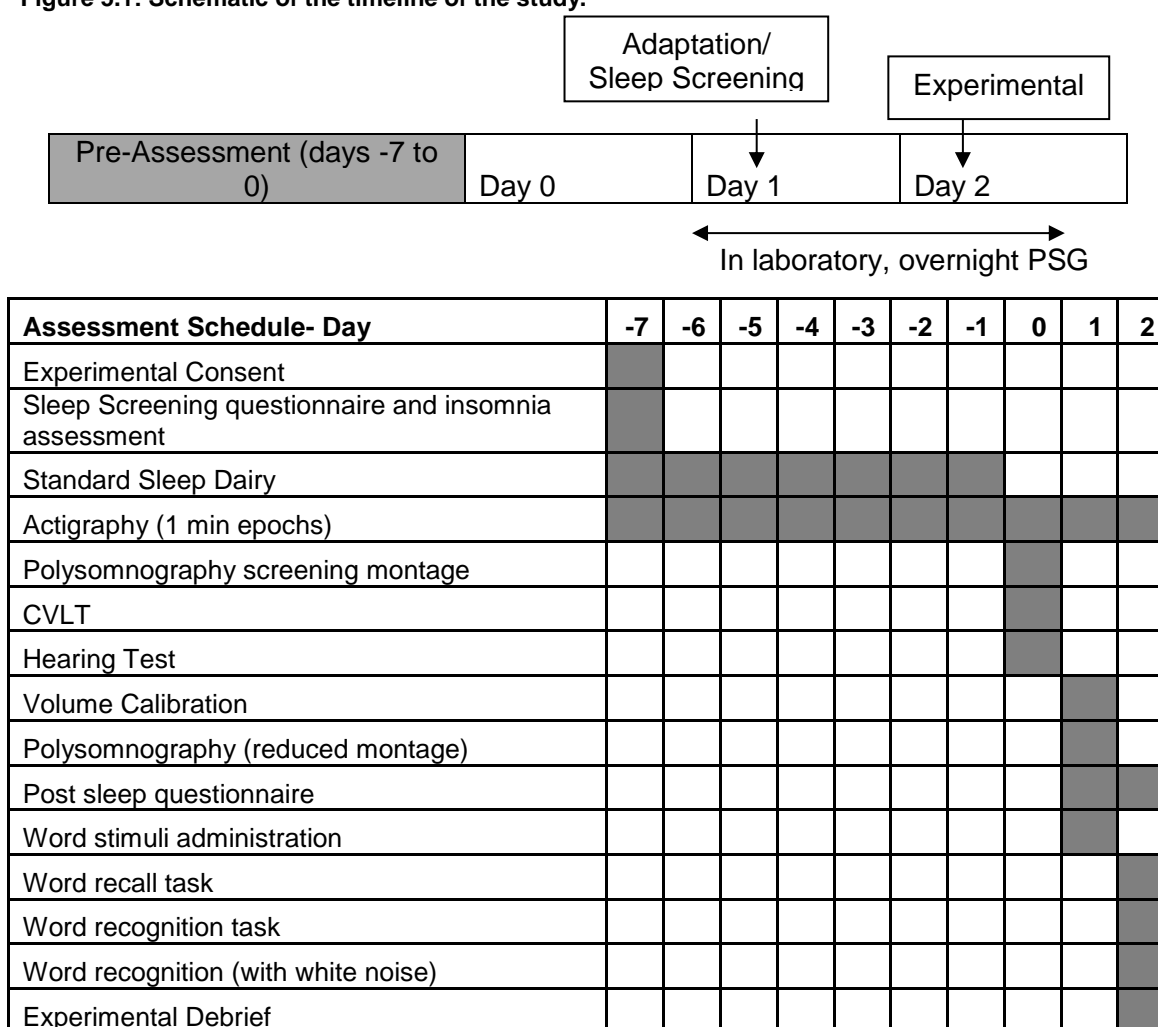 Figure 5.1: Schematic of the timeline of the study.
Adaptation/
Sleep Screening
Experimental
Pre-Assessment (days -7 to
0)
Day 0
Day 1
Day 2
In laboratory, overnight PSG
Assessment Schedule- Day -7 -6 -5 -4 -3 -2 -1 0 1 2
Experimental Consent
Sleep Screening questionnaire and insomnia
assessment
Standard Sleep Dairy
Actigraphy (1 min epochs)
Polysomnography screening montage
CVLT
Hearing Test
Volume Calibration
Polysomnography (reduced montage)
Post sleep questionnaire
Word stimuli administration
Word recall task
Word recognition task
Word recognition (with white noise)
Experimental Debrief